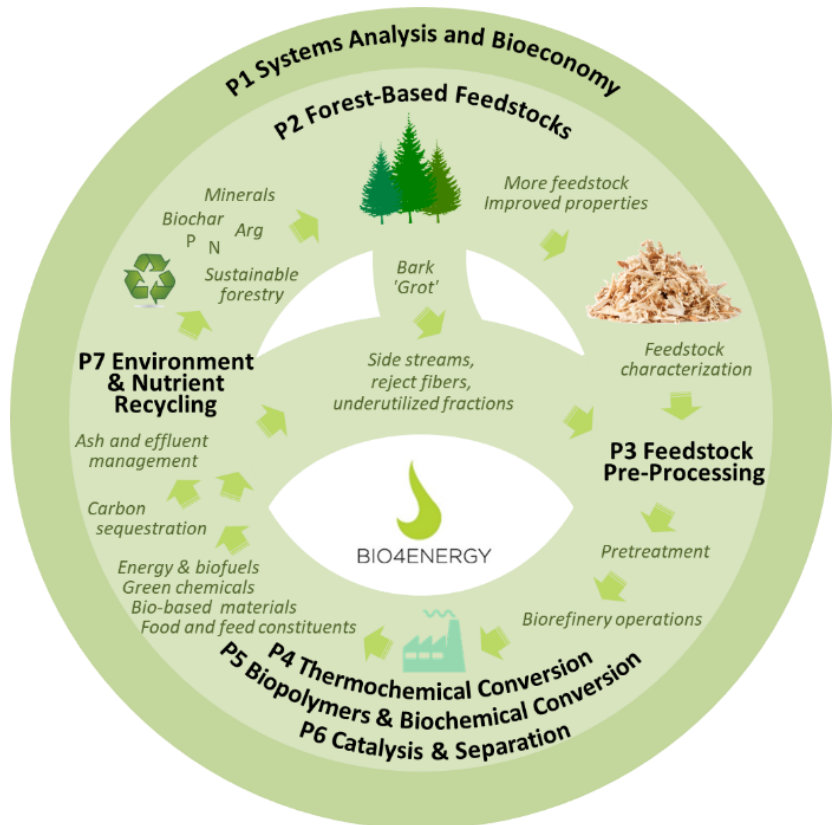 P1 Systems Analysis and Bioeconomy
P2 Forest-Based Feedstocks
Minerals
Biochar
Arg
P
N
Sustainable
forestry
More feedstock
Improved properties
Bark
'Grot'
Side streams,
reject fibers,
underutilized fractions
Feedstock
characterization
P3 Feedstock
Pre-Processing
Pretreatment
Biorefinery operations
P4 Thermochemical Conversion
P5 Biopolymers & Biochemical Conversion
P6 Catalysis & Separation
Energy & biofuels
Green chemicals
Bio-based materials
Food and feed constituents
Carbon
sequestration
Ash and effluent
management
P7 Environment
& Nutrient
Recycling
BIO4ENERGY